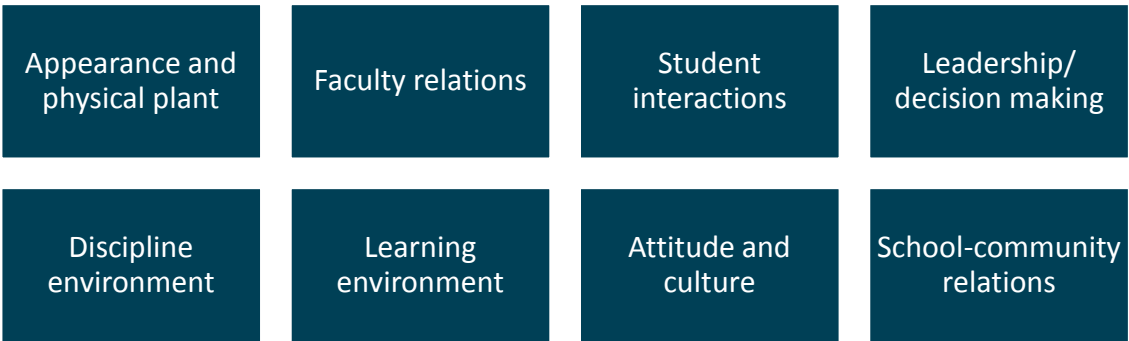 Appearance and
physical plant
Faculty relations
Student
interactions
Leadership/
decision making
Discipline
environment
Learning
environment
Attitude and
culture
School-community
relations